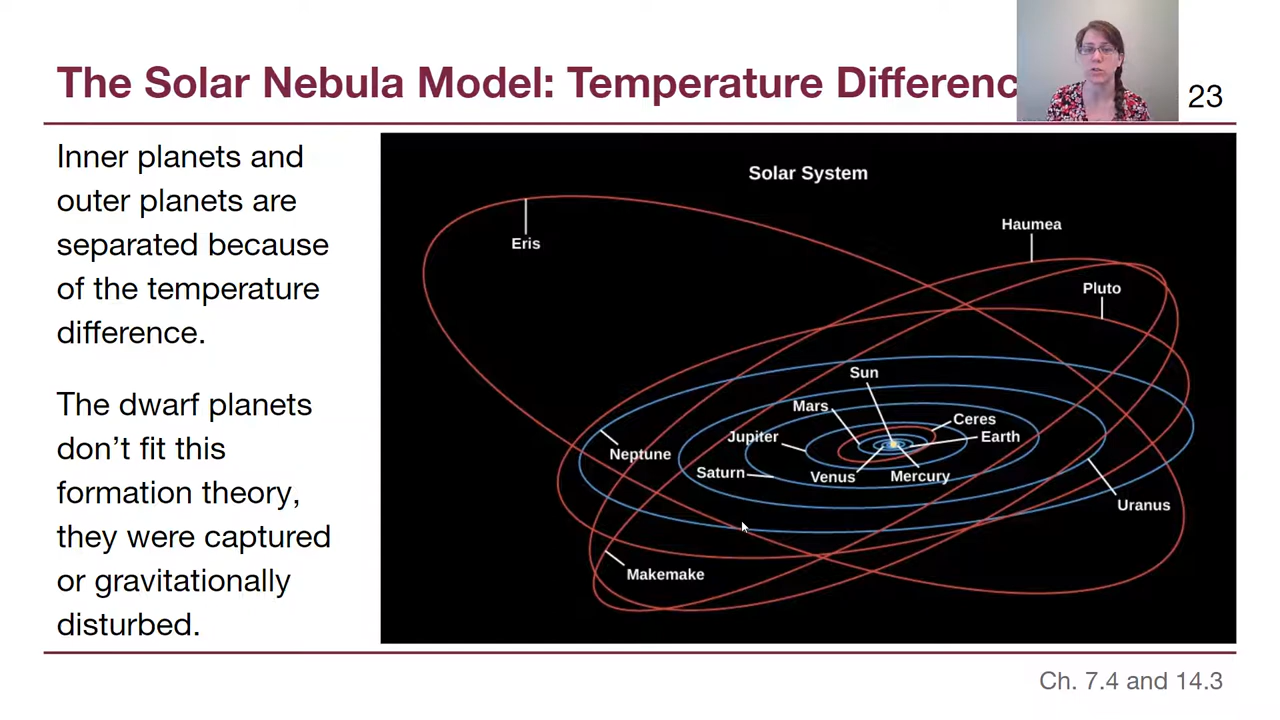 The Solar Nebula Model: Temperature Differenc
23
Inner planets and
outer planets are
separated because
of the temperature
difference.
The dwarf planets
don’t fit this
formation theory,
they were captured
or gravitationally
disturbed.
Solar System
Eris
Haumea
Pluto
Sun
Mars
Ceres
Jupiter
Earth
Neptune
Saturn
Venus
Mercury
Uranus
Makemake
Ch. 7.4 and 14.3